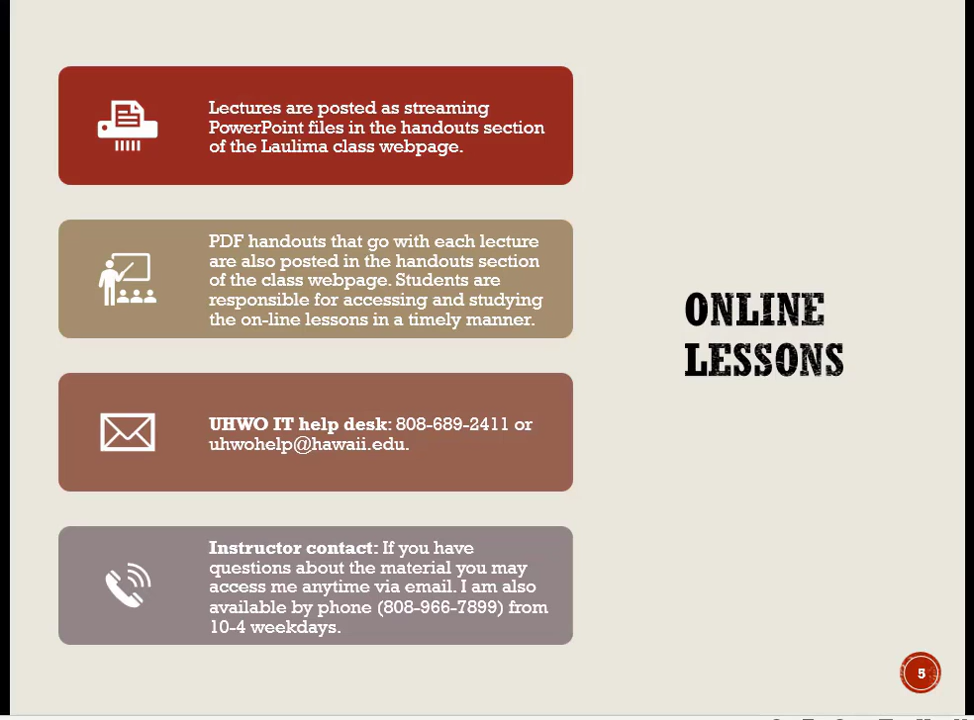 Lectures are posted as streaming
PowerPoint files in the handouts section
of the Laulima class webpage.
PDF handouts that go with each lecture
are also posted in the handouts section
of the class webpage. Students are
responsible for accessing and studying
the on-line lessons in a timely manner.
UHWO IT help desk: 808-689-2411 or
uhwohelp@hawaii.edu.
Instructor contact: If you have
questions about the material you may
access me anytime via email. I am also
available by phone (808-966-7899) from
10-4 weekdays.
ONLINE
LESSONS
5